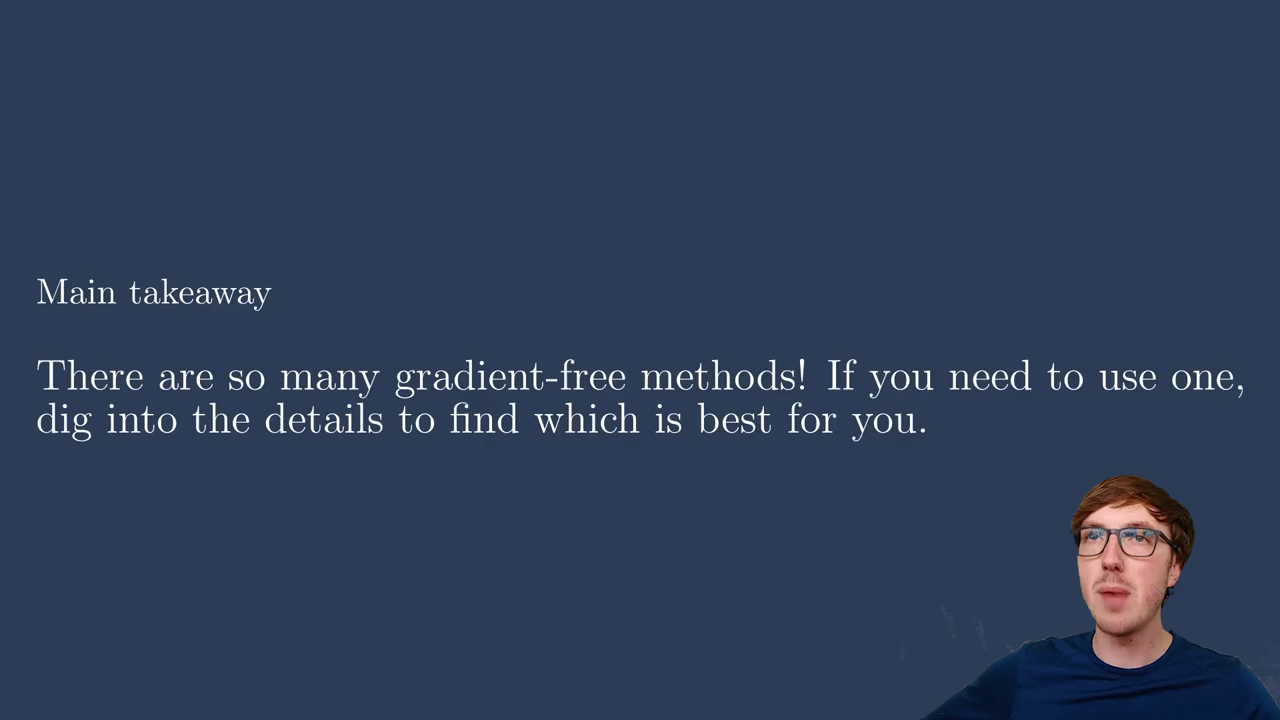 Main takeaway
There are so many gradient-free methods! If you need to use one,
dig into the details to find which is best for you.